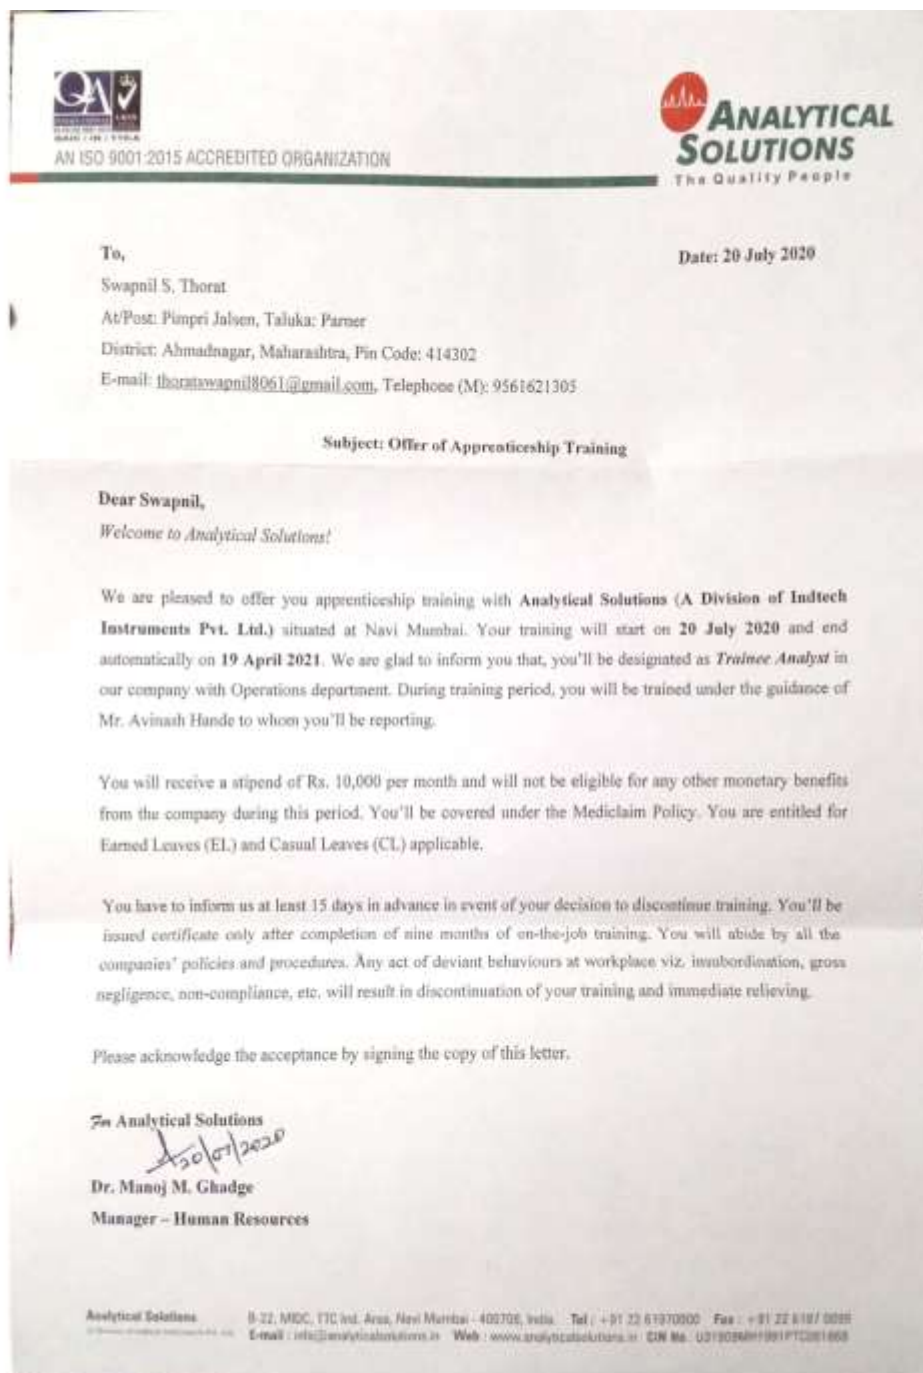 QA
AN ISO 9001:2015 ACCREDITED ORGANIZATION
ANALYTICAL
SOLUTIONS
The Quality People
To,
Date: 20 July 2020
Swapnil S. Thorat
At/Post: Pimpri Jalsen, Taluka: Parner
District: Ahmadnagar, Maharashtra, Pin Code: 414302
E-mail: thoratswapnil8061@gmail.com, Telephone (M): 9561621305
Subject: Offer of Apprenticeship Training
Dear Swapnil,
Welcome to Analytical Solutions!
We are pleased to offer you apprenticeship training with Analytical Solutions (A Division of Indtech
Instruments Pvt. Ltd.) situated at Navi Mumbai. Your training will start on 20 July 2020 and end
automatically on 19 April 2021. We are glad to inform you that, you'll be designated as Trainee Analyst in
our company with Operations department. During training period, you will be trained under the guidance of
Mr. Avinash Hande to whom you'll be reporting.
You will receive a stipend of Rs. 10,000 per month and will not be eligible for any other monetary benefits
from the company during this period. You'll be covered under the Mediclaim Policy. You are entitled for
Earned Leaves (EL) and Casual Leaves (CL) applicable.
You have to inform us at least 15 days in advance in event of your decision to discontinue training. You'll be
issued certificate only after completion of nine months of on-the-job training. You will abide by all the
companies' policies and procedures. Any act of deviant behaviours at workplace viz. insubordination, gross
negligence, non-compliance, etc. will result in discontinuation of your training and immediate relieving.
Please acknowledge the acceptance by signing the copy of this letter.
For Analytical Solutions
20/07/2020
Dr. Manoj M. Ghadge
Manager – Human Resources
Analytical Solutions
B-22, MIDC, TTC Ind. Area, Navi Mumbai - 400706, India. Tel : +91 22 61970000 Fax : +91 22 6197
E-mail : info@analyticalsolutions.in Web : www.analyticalsolutions.in CIN No.